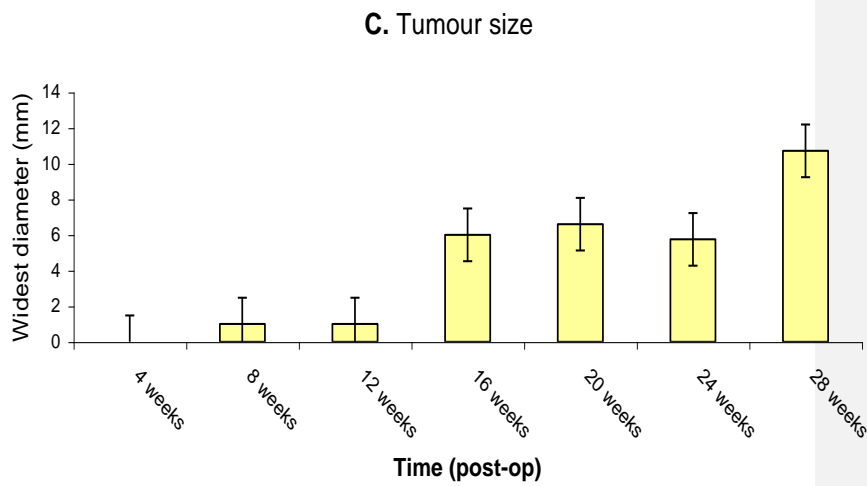 C. Tumour size
Widest diameter (mm)
14
12
10
8
6
4
2
0
4 weeks
8 weeks
12 weeks
16 weeks
20 weeks
24 weeks
28 weeks
Time (post-op)